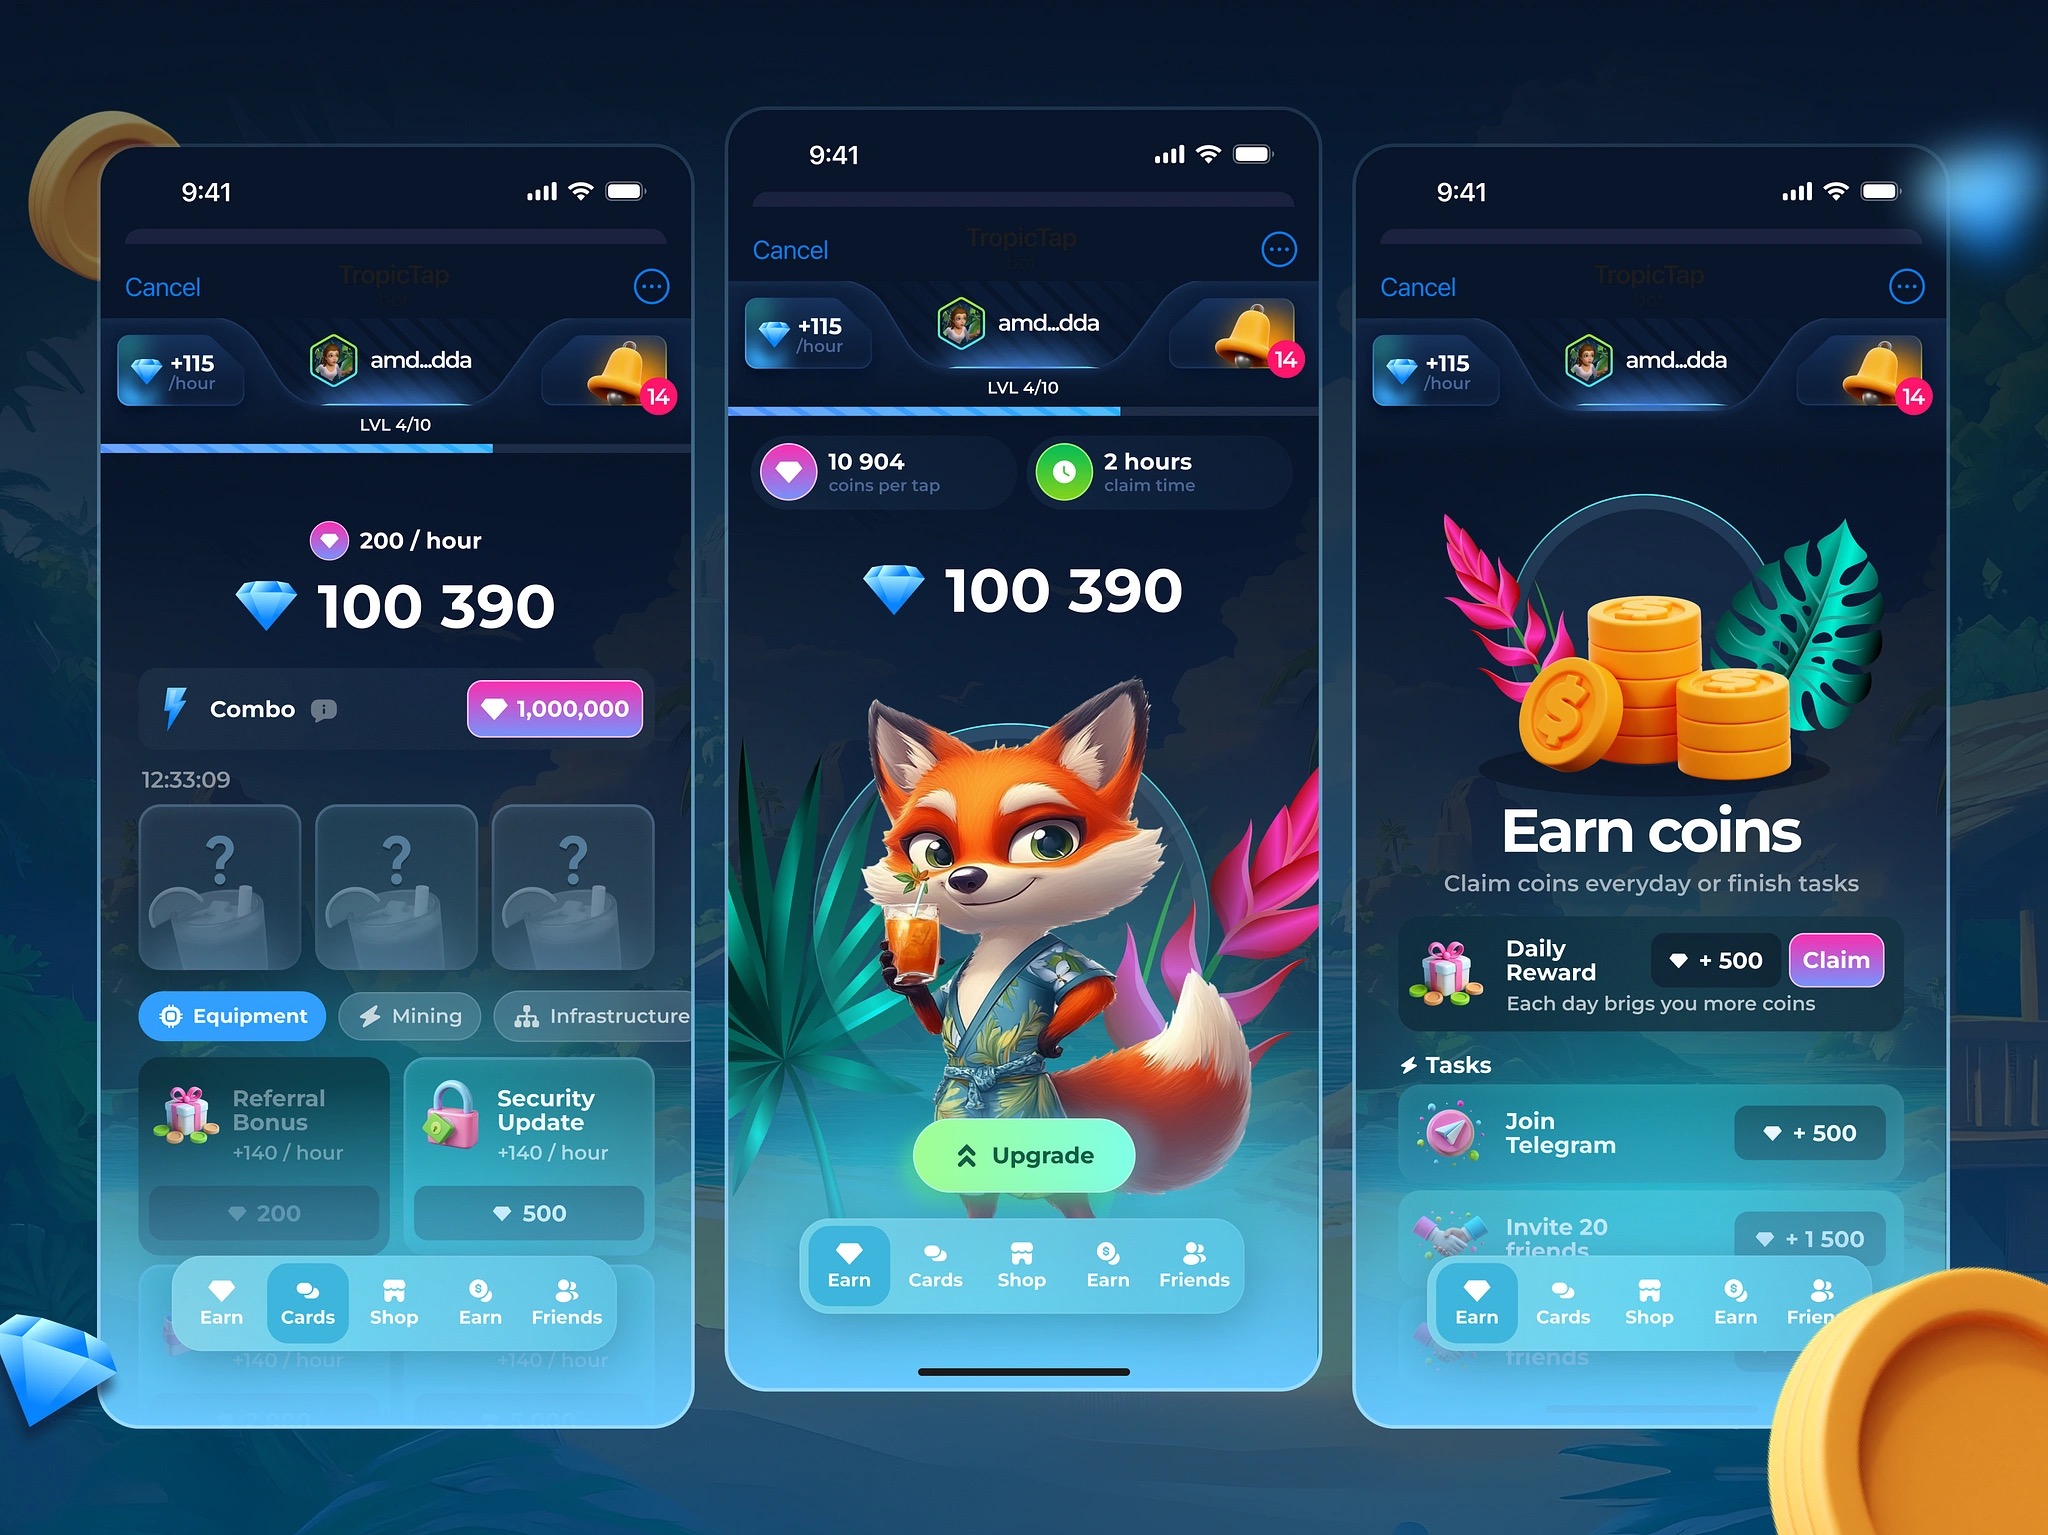 9:41
Cancel
TropicTap
bot
+115
/hour
amd...dda
14
LVL 4/10
200 / hour
100 390
Combo
1,000,000
12:33:09
?
?
?
Equipment
Mining
Infrastructure
Referral
Bonus
+140 / hour
200
Security
Update
+140 / hour
500
Earn
Cards
Shop
Earn
Friends
+140 / hour
+140 / hour
9:41
Cancel
TropicTap
bot
+115
/hour
amd...dda
14
LVL 4/10
10 904
coins per tap
2 hours
claim time
100 390
Upgrade
Earn
Cards
Shop
Earn
Friends
9:41
Cancel
TropicTap
bot
+115
/hour
amd...dda
14
Earn coins
Claim coins everyday or finish tasks
Daily
Reward
+ 500
Claim
Each day brigs you more coins
Tasks
Join
Telegram
+ 500
Invite 20
friends
+ 1 500
Earn
Cards
Shop
Earn
Frien
friends